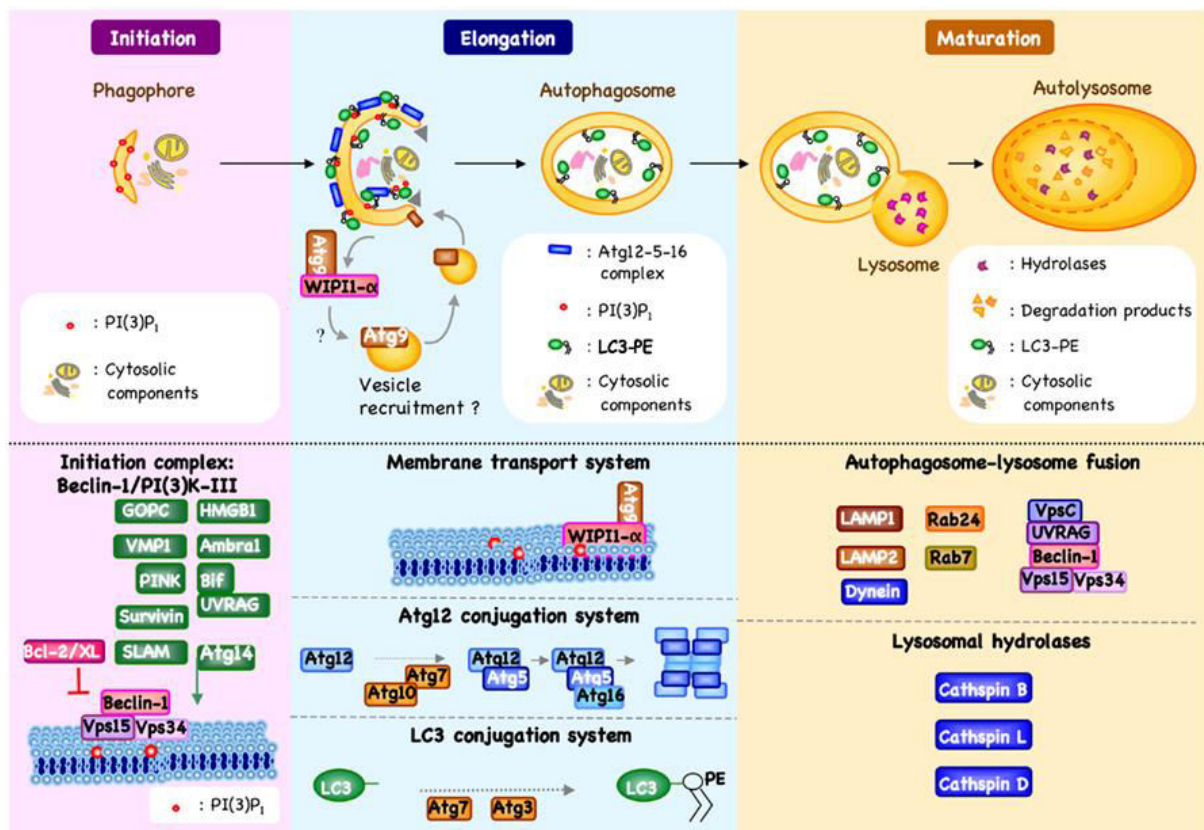 Initiation
Elongation
Maturation
Phagophore
Autophagosome
Autolysosome
Lysosome
Atg9
WIPI1-α
?
Atg9
Vesicle
recruitment ?
: PI(3)P₁
: Cytosolic
components
: Atg12-5-16
complex
: PI(3)P₁
: LC3-PE
: Cytosolic
components
: Hydrolases
: Degradation products
: LC3-PE
: Cytosolic
components
Initiation complex:
Beclin-1/PI(3)K-III
GOPC
HMGB1
VMP1
Ambra1
PINK
Bif
UVRAG
Survivin
Bcl-2/XL
SLAM
Atg14
Beclin-1
Vps15
Vps34
: PI(3)P₁
Membrane transport system
Atg9
WIPI1-α
Atg12 conjugation system
Atg12
Atg7
Atg10
Atg12
Atg5
Atg12
Atg5
Atg16
LC3 conjugation system
LC3
Atg7
Atg3
LC3
PE
Autophagosome-lysosome fusion
LAMP1
Rab24
VpsC
UVRAG
LAMP2
Rab7
Beclin-1
Vps15
Vps34
Dynein
Lysosomal hydrolases
Cathspin B
Cathspin L
Cathspin D